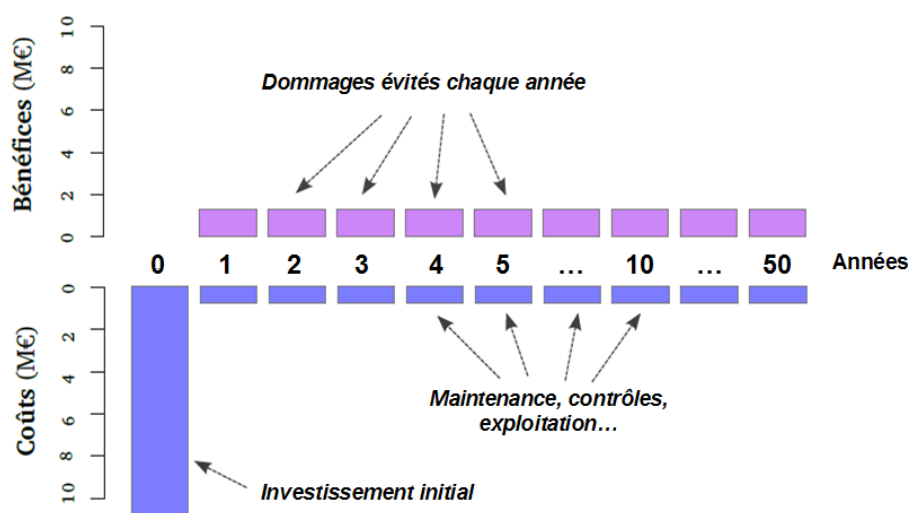 Bénéfices (M€)
10
8
6
4
2
0
Dommages évités chaque année
0 1 2 3 4 5 ... 10 ... 50 Années
Coûts (M€)
0
2
4
6
8
10
Maintenance, contrôles,
exploitation...
Investissement initial